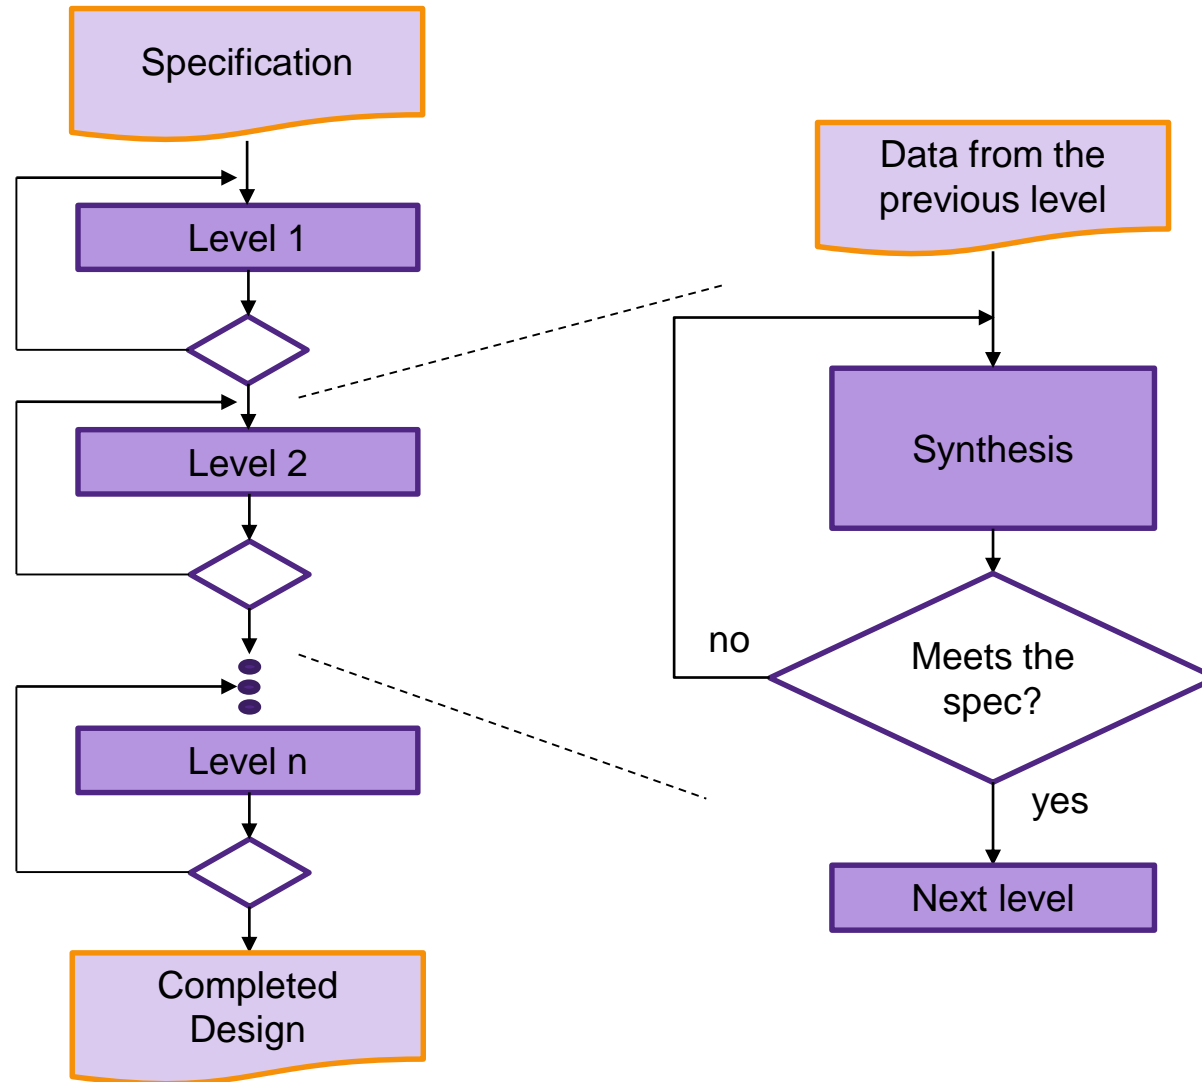 Specification
Level 1
Level 2
Level n
Completed
Design
Data from the
previous level
Synthesis
Meets the
spec?
no
yes
Next level